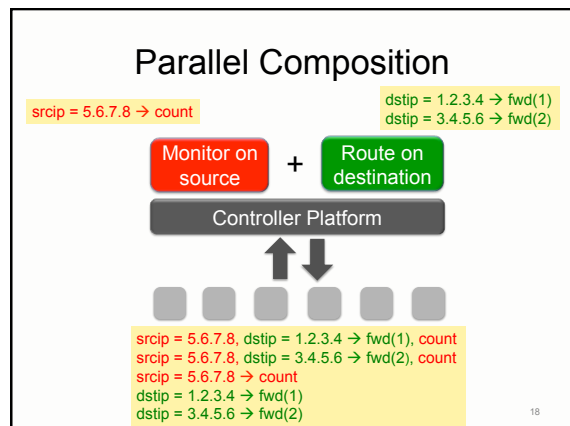 Parallel Composition
srcip = 5.6.7.8 → count
dstip = 1.2.3.4 → fwd(1)
dstip = 3.4.5.6 → fwd(2)
Monitor on
source
+
Route on
destination
Controller Platform
srcip = 5.6.7.8, dstip = 1.2.3.4 → fwd(1), count
srcip = 5.6.7.8, dstip = 3.4.5.6 → fwd(2), count
srcip = 5.6.7.8 → count
dstip = 1.2.3.4 → fwd(1)
dstip = 3.4.5.6 → fwd(2)
18